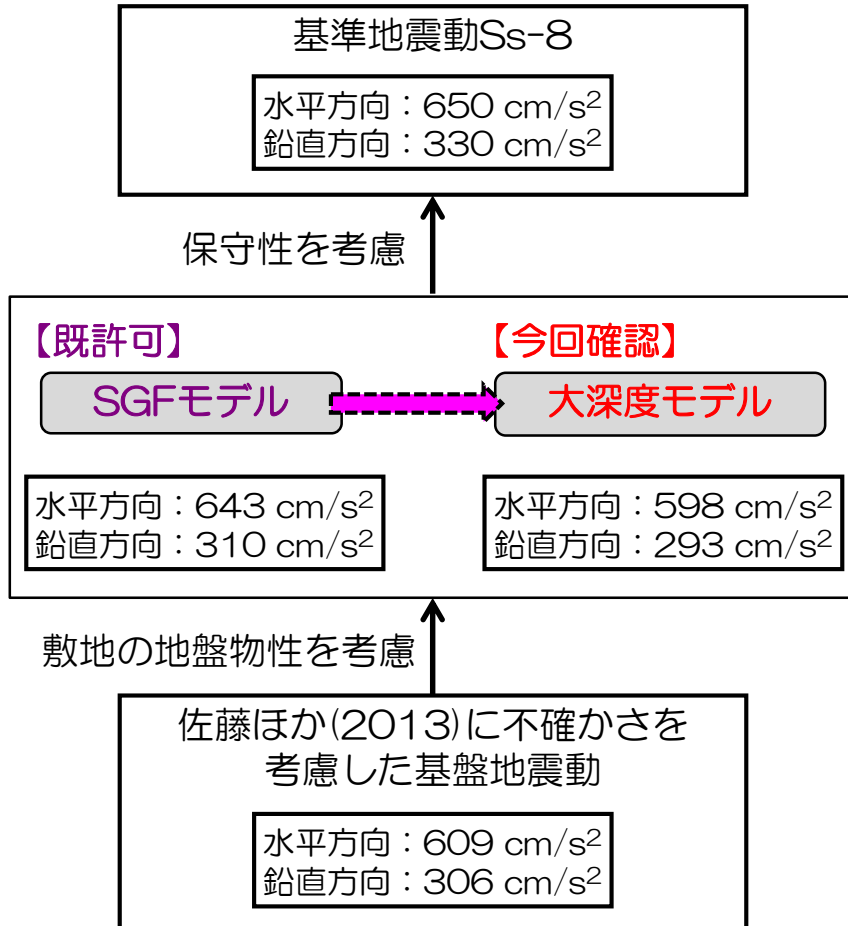 基準地震動Ss-8
水平方向：650 cm/s²
鉛直方向：330 cm/s²
保守性を考慮
【既許可】
【今回確認】
SGFモデル
大深度モデル
水平方向：643 cm/s²
鉛直方向：310 cm/s²
水平方向：598 cm/s²
鉛直方向：293 cm/s²
敷地の地盤物性を考慮
佐藤ほか(2013)に不確かさを
考慮した基盤地震動
水平方向：609 cm/s²
鉛直方向：306 cm/s²